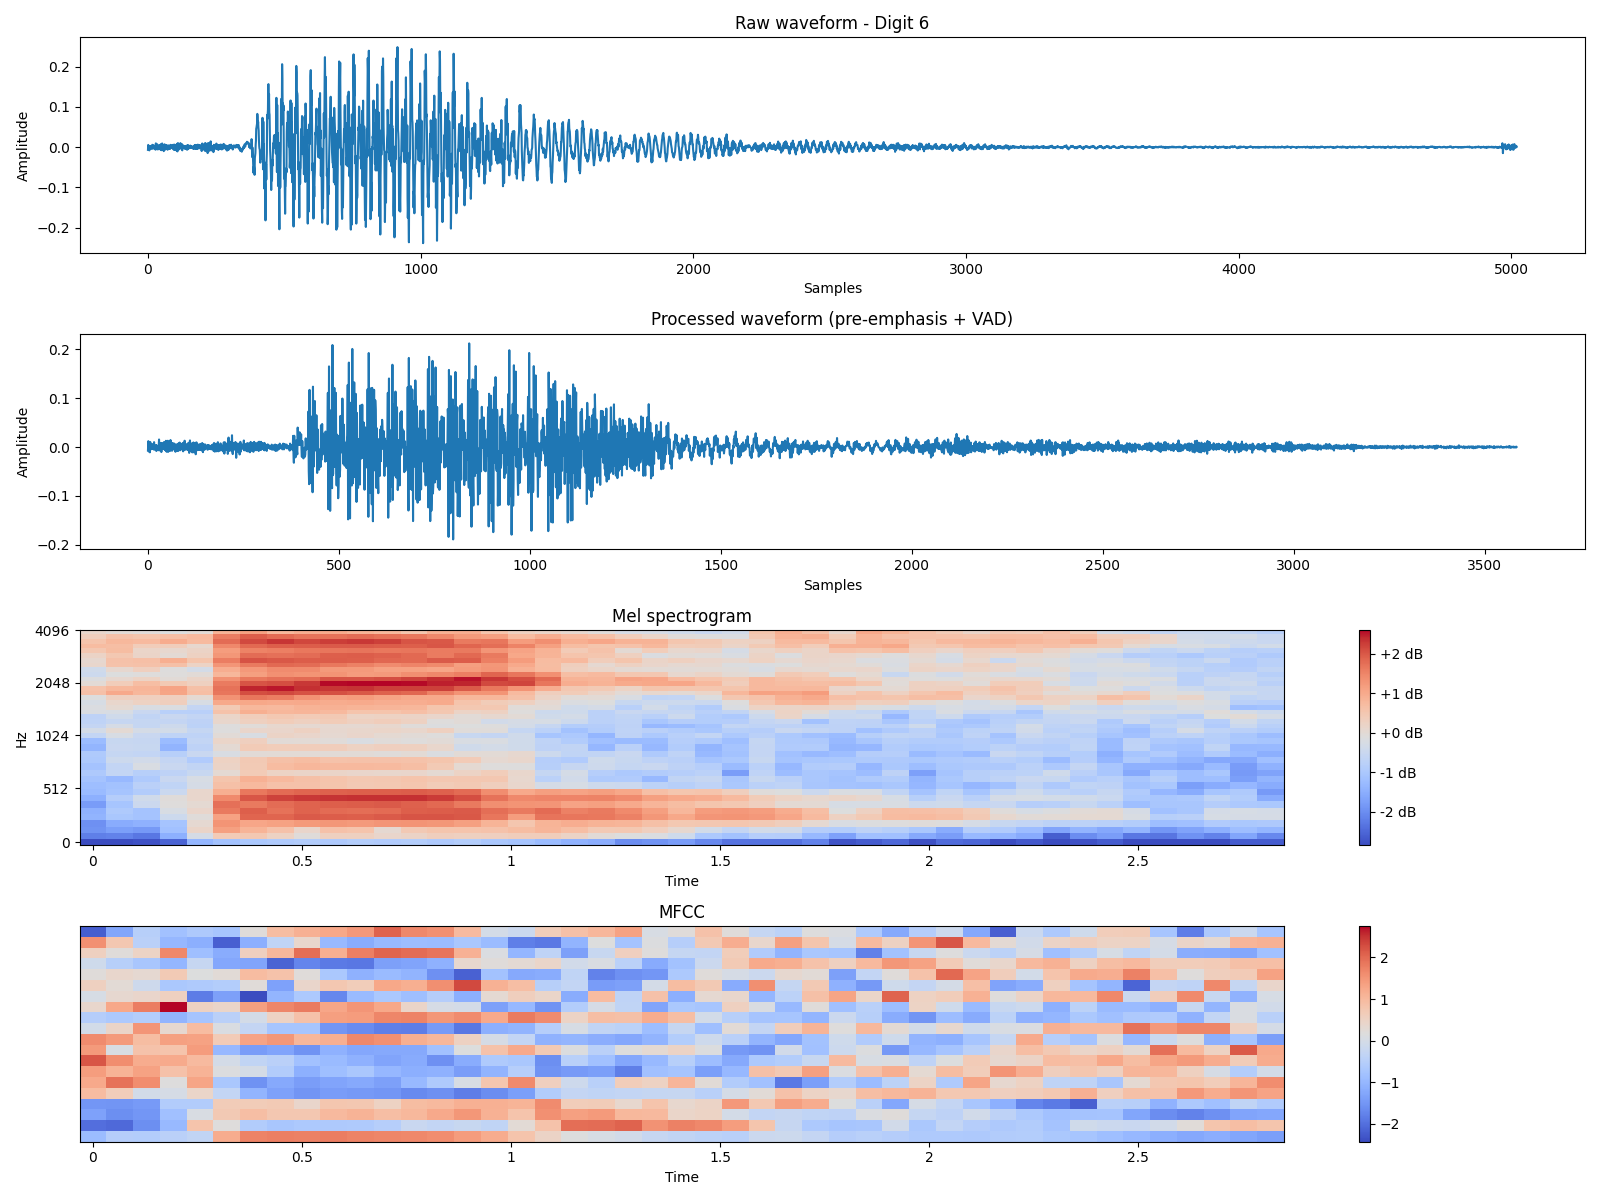 Raw waveform - Digit 6
Amplitude
0.2
0.1
0.0
−0.1
−0.2
0 1000 2000 3000 4000 5000
Samples
Processed waveform (pre-emphasis + VAD)
Amplitude
0.2
0.1
0.0
−0.1
−0.2
0 500 1000 1500 2000 2500 3000 3500
Samples
Mel spectrogram
Hz
4096
2048
1024
512
0
0 0.5 1 1.5 2 2.5
Time
+2 dB
+1 dB
+0 dB
-1 dB
-2 dB
MFCC
0 0.5 1 1.5 2 2.5
Time
2
1
0
−1
−2